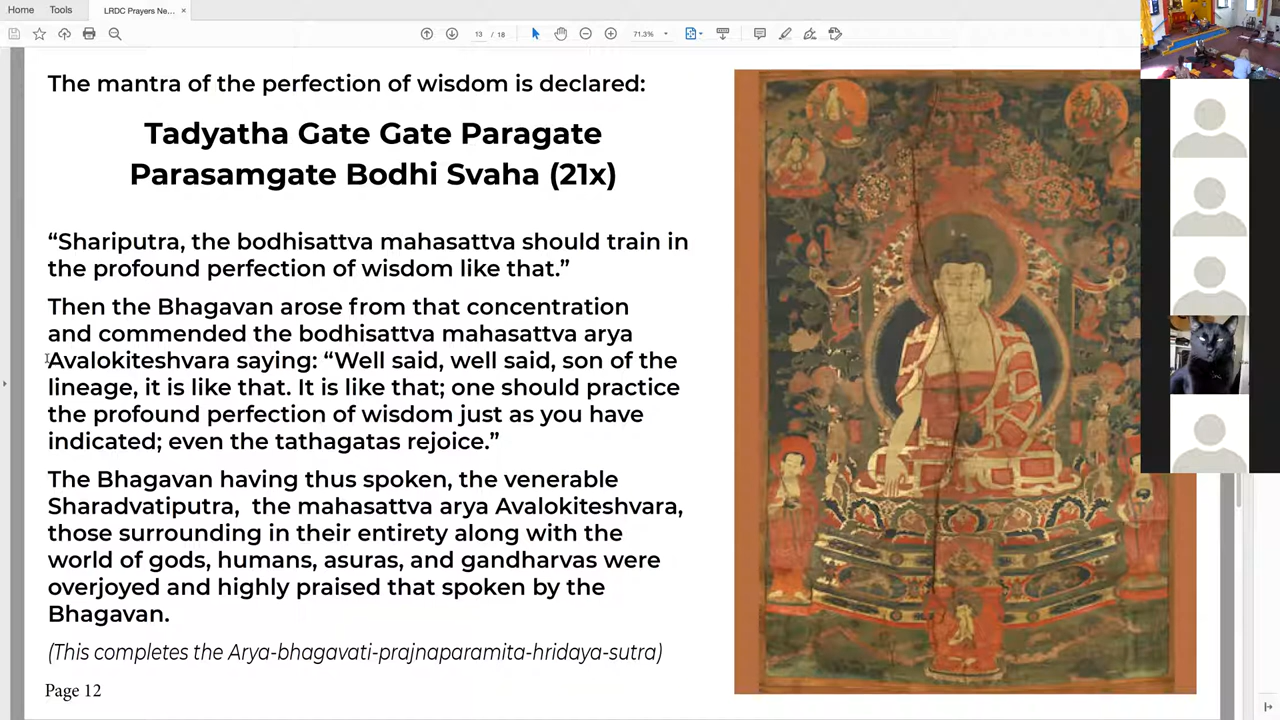 Home Tools LRDC Prayers Ne... ×
13 / 18 71.3%
The mantra of the perfection of wisdom is declared:
Tadyatha Gate Gate Paragate
Parasamgate Bodhi Svaha (21x)
“Shariputra, the bodhisattva mahasattva should train in
the profound perfection of wisdom like that.”
Then the Bhagavan arose from that concentration
and commended the bodhisattva mahasattva arya
Avalokiteshvara saying: “Well said, well said, son of the
lineage, it is like that. It is like that; one should practice
the profound perfection of wisdom just as you have
indicated; even the tathagatas rejoice.”
The Bhagavan having thus spoken, the venerable
Sharadvatiputra, the mahasattva arya Avalokiteshvara,
those surrounding in their entirety along with the
world of gods, humans, asuras, and gandharvas were
overjoyed and highly praised that spoken by the
Bhagavan.
(This completes the Arya-bhagavati-prajnaparamita-hridaya-sutra)
Page 12